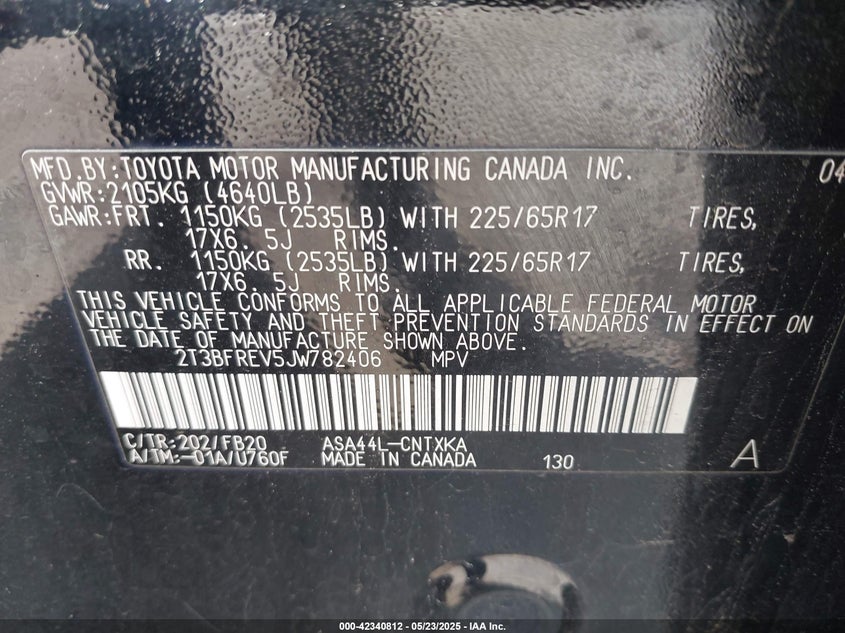 MFD.BY:TOYOTA MOTOR MANUFACTURING CANADA INC. 04
GVWR:2105KG (4640LB)
GAWR:FRT. 1150KG (2535LB) WITH 225/65R17 TIRES,
17X6. 5J RIMS.
RR. 1150KG (2535LB) WITH 225/65R17 TIRES,
17X6. 5J RIMS.
THIS VEHICLE CONFORMS TO ALL APPLICABLE FEDERAL MOTOR
VEHICLE SAFETY AND THEFT PREVENTION STANDARDS IN EFFECT ON
THE DATE OF MANUFACTURE SHOWN ABOVE.
2T3BFREV5JW782406 MPV
C/TR:202/FB20 ASA44L-CNTXKA
A/TM:-01A/U760F MADE IN CANADA 130 A
000-42340812 - 05/23/2025 - IAA Inc.